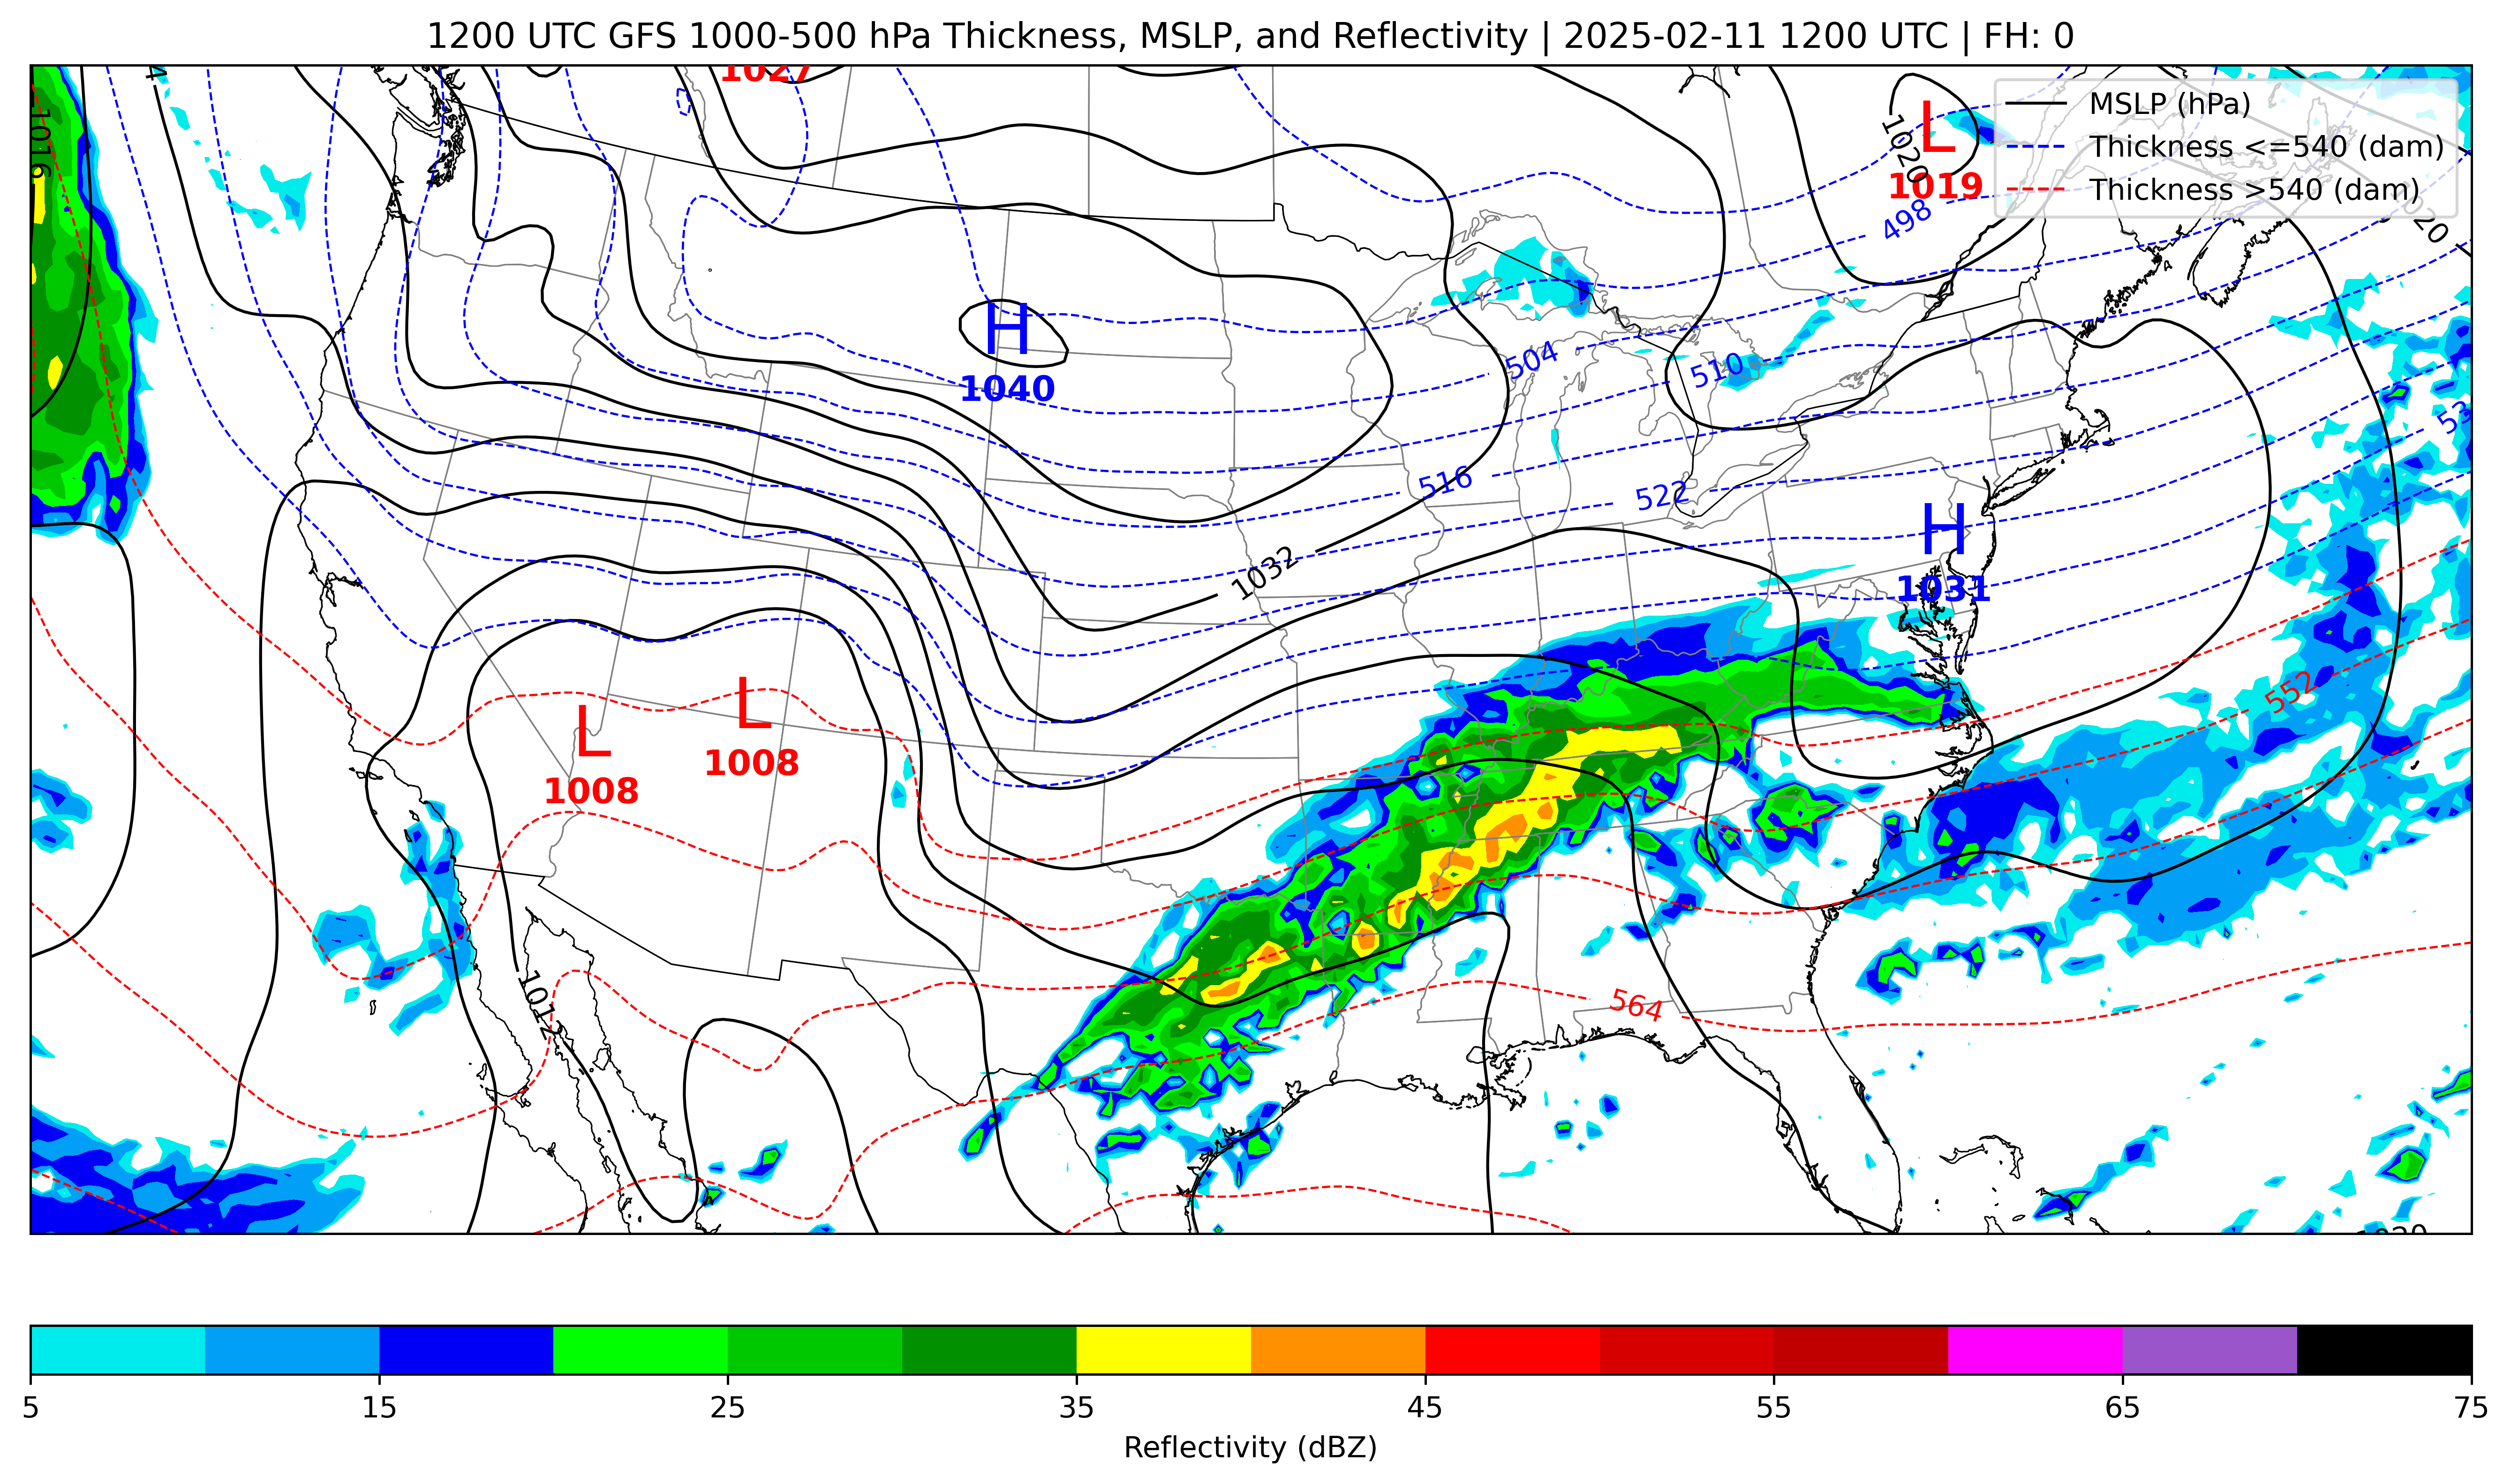 1200 UTC GFS 1000-500 hPa Thickness, MSLP, and Reflectivity | 2025-02-11 1200 UTC | FH: 0
1027
4
1016
L
1020
1019
MSLP (hPa)
Thickness <=540 (dam)
Thickness >540 (dam)
498
H
1040
504
510
516
522
H
1031
1032
552
L
1008
L
1008
1012
564
5
15
25
35
45
55
65
75
Reflectivity (dBZ)